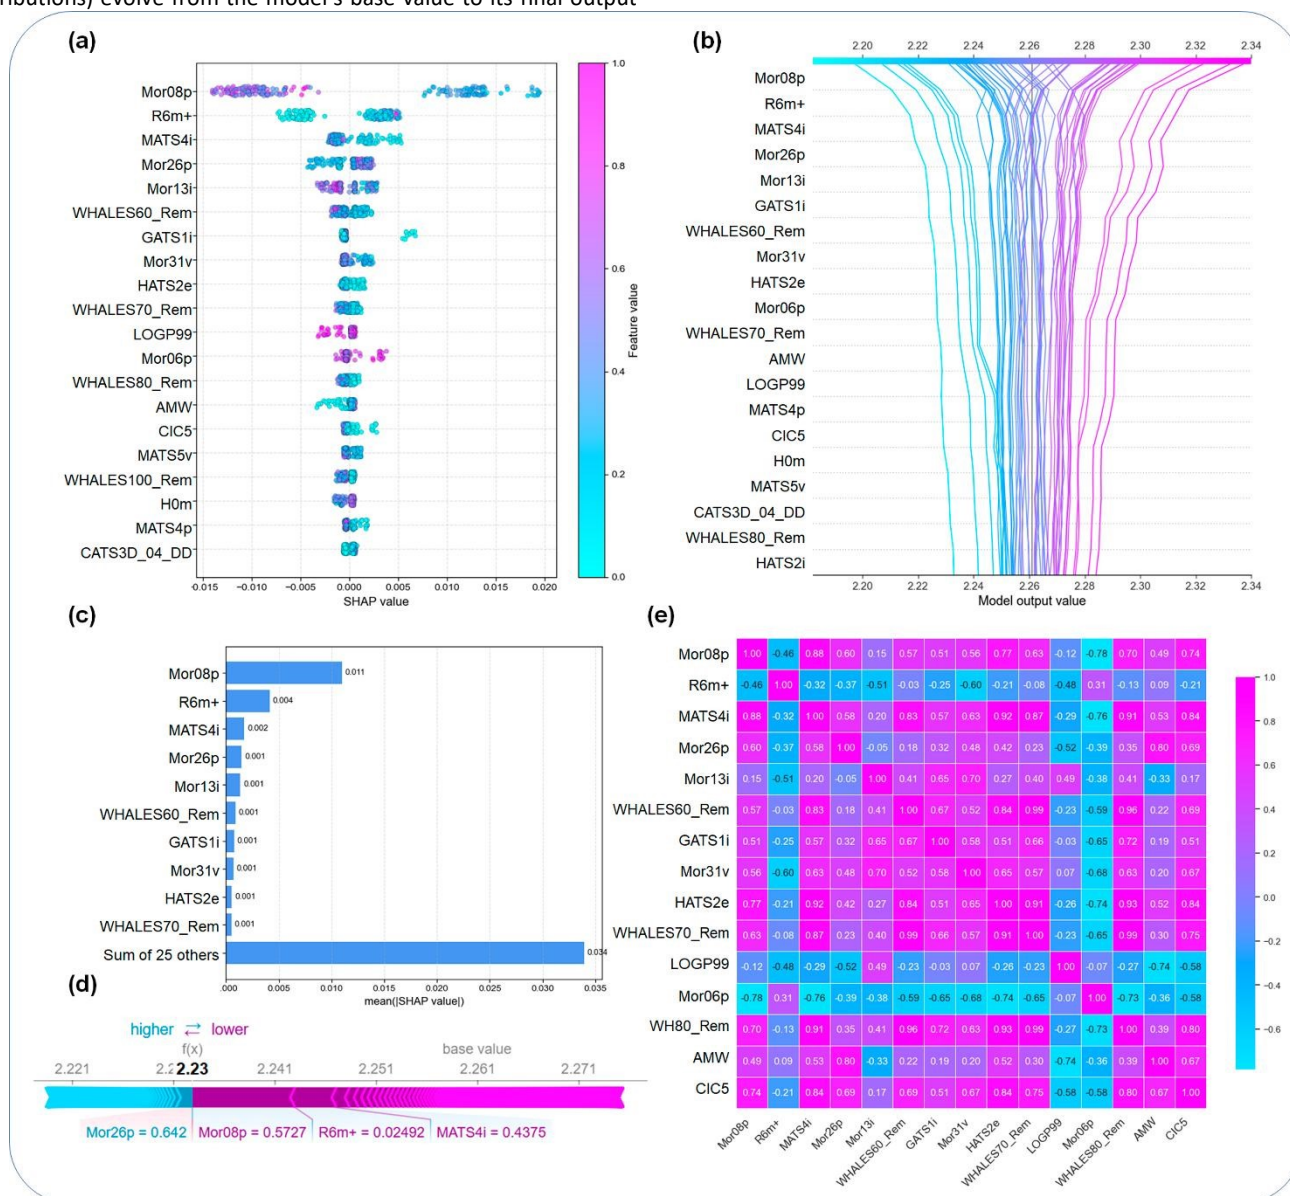 ributions) evolve from the model's base value to its final output
(a)
Mor08p
R6m+
MATS4i
Mor26p
Mor13i
WHALES60_Rem
GATS1i
Mor31v
HATS2e
WHALES70_Rem
LOGP99
Mor06p
WHALES80_Rem
AMW
CIC5
MATS5v
WHALES100_Rem
H0m
MATS4p
CATS3D_04_DD
−0.015 −0.010 −0.005 0.000 0.005 0.010 0.015 0.020
SHAP value
1.0
0.8
0.6
0.4
0.2
0.0
Feature value
(b)
2.20 2.22 2.24 2.26 2.28 2.30 2.32 2.34
Mor08p
R6m+
MATS4i
Mor26p
Mor13i
GATS1i
WHALES60_Rem
Mor31v
HATS2e
Mor06p
WHALES70_Rem
AMW
LOGP99
MATS4p
CIC5
H0m
MATS5v
CATS3D_04_DD
WHALES80_Rem
HATS2i
2.20 2.22 2.24 2.26 2.28 2.30 2.32 2.34
Model output value
(c)
Mor08p 0.011
R6m+ 0.004
MATS4i 0.002
Mor26p 0.001
Mor13i 0.001
WHALES60_Rem 0.001
GATS1i 0.001
Mor31v 0.001
HATS2e 0.001
WHALES70_Rem 0.001
Sum of 25 others 0.034
.000 0.005 0.010 0.015 0.020 0.025 0.030 0.035
mean(|SHAP value|)
(d)
higher ⇄ lower
f(x) base value
2.221 2.23 2.241 2.251 2.261 2.271
Mor26p = 0.642 Mor08p = 0.5727 R6m+ = 0.02492 MATS4i = 0.4375
(e)
Mor08p 1.00 -0.46 0.88 0.60 0.15 0.57 0.51 0.56 0.77 0.63 -0.12 -0.78 0.70 0.49 0.74
R6m+ -0.46 1.00 -0.32 -0.37 -0.51 -0.03 -0.25 -0.60 -0.21 -0.08 -0.48 0.31 -0.13 0.09 -0.21
MATS4i 0.88 -0.32 1.00 0.58 0.20 0.83 0.57 0.63 0.92 0.87 -0.29 -0.76 0.91 0.53 0.84
Mor26p 0.60 -0.37 0.58 1.00 -0.05 0.18 0.32 0.48 0.42 0.23 -0.52 -0.39 0.35 0.80 0.69
Mor13i 0.15 -0.51 0.20 -0.05 1.00 0.41 0.65 0.70 0.27 0.40 0.49 -0.38 0.41 -0.33 0.17
WHALES60_Rem 0.57 -0.03 0.83 0.18 0.41 1.00 0.67 0.52 0.84 0.99 -0.23 -0.59 0.96 0.22 0.69
GATS1i 0.51 -0.25 0.57 0.32 0.65 0.67 1.00 0.58 0.51 0.66 -0.03 -0.65 0.72 0.19 0.51
Mor31v 0.56 -0.60 0.63 0.48 0.70 0.52 0.58 1.00 0.65 0.57 0.07 -0.68 0.63 0.20 0.67
HATS2e 0.77 -0.21 0.92 0.42 0.27 0.84 0.51 0.65 1.00 0.91 -0.26 -0.74 0.93 0.52 0.84
WHALES70_Rem 0.63 -0.08 0.87 0.23 0.40 0.99 0.66 0.57 0.91 1.00 -0.23 -0.65 0.99 0.30 0.75
LOGP99 -0.12 -0.48 -0.29 -0.52 0.49 -0.23 -0.03 0.07 -0.26 -0.23 1.00 -0.07 -0.27 -0.74 -0.58
Mor06p -0.78 0.31 -0.76 -0.39 -0.38 -0.59 -0.65 -0.68 -0.74 -0.65 -0.07 1.00 -0.73 -0.36 -0.58
WH80_Rem 0.70 -0.13 0.91 0.35 0.41 0.96 0.72 0.63 0.93 0.99 -0.27 -0.73 1.00 0.39 0.80
AMW 0.49 0.09 0.53 0.80 -0.33 0.22 0.19 0.20 0.52 0.30 -0.74 -0.36 0.39 1.00 0.67
CIC5 0.74 -0.21 0.84 0.69 0.17 0.69 0.51 0.67 0.84 0.75 -0.58 -0.58 0.80 0.67 1.00
Mor08p R6m+ MATS4i Mor26p Mor13i WHALES60_Rem GATS1i Mor31v HATS2e WHALES70_Rem LOGP99 Mor06p WHALES80_Rem AMW CIC5
1.0
0.8
0.6
0.4
0.2
0.0
−0.2
−0.4
−0.6